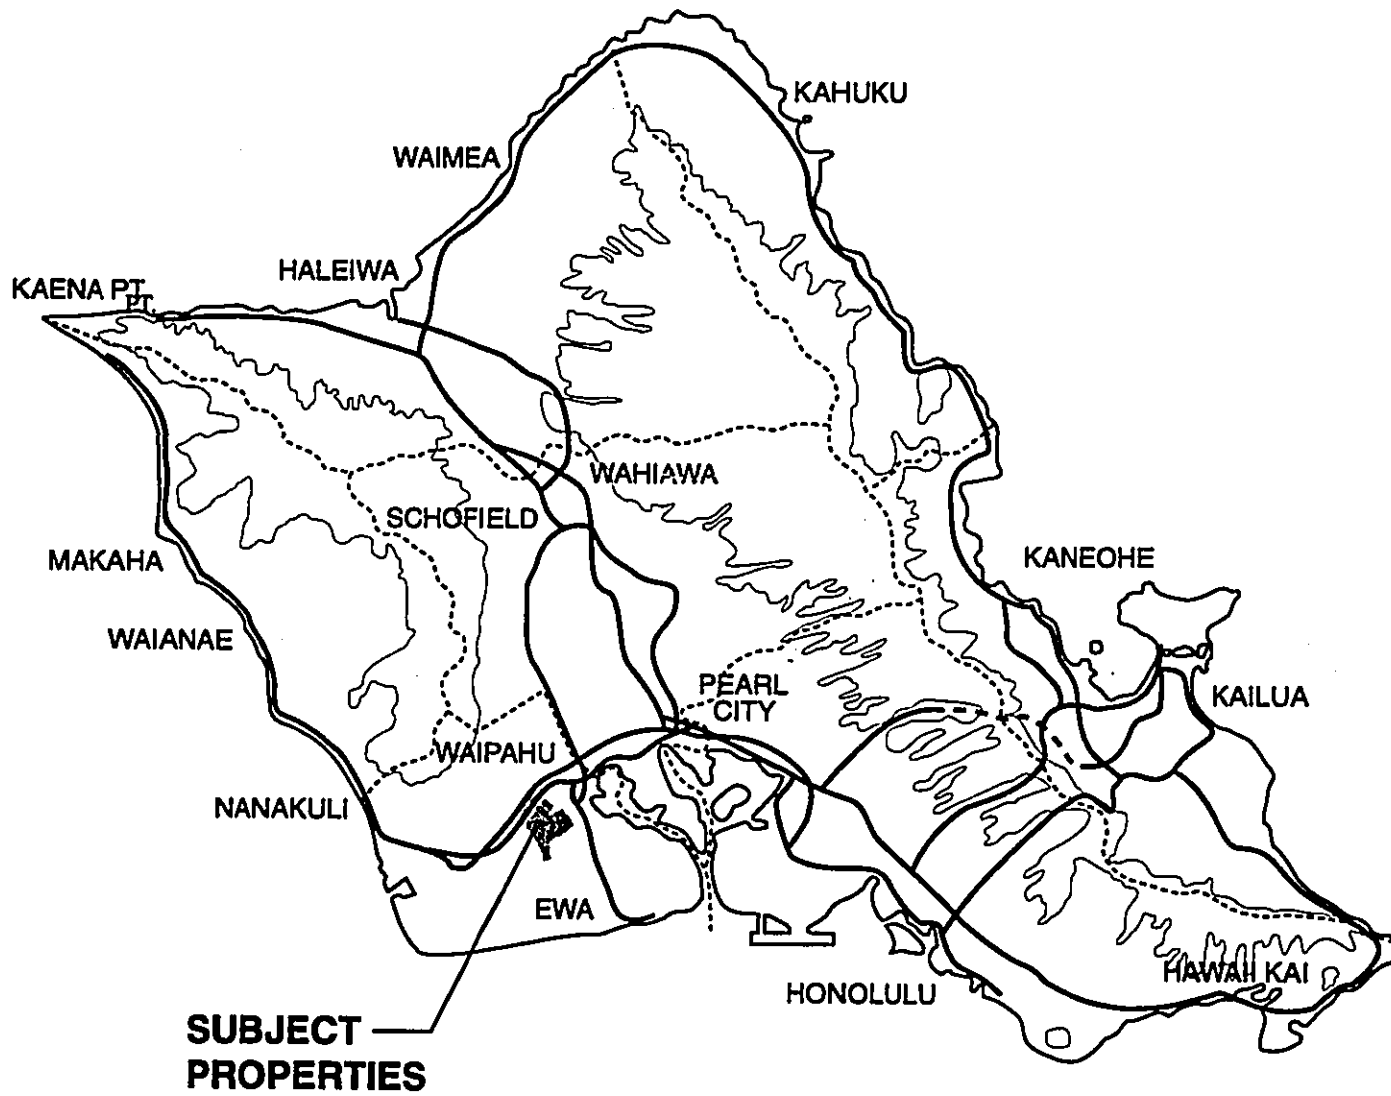 KAHUKU
WAIMEA
HALEIWA
KAENA PT.
PT.
WAHIAWA
SCHOFIELD
MAKAHA
KANEOHE
WAIANAE
PEARL
CITY
KAILUA
WAIPAHU
NANAKULI
EWA
HAWAII KAI
HONOLULU
SUBJECT
PROPERTIES